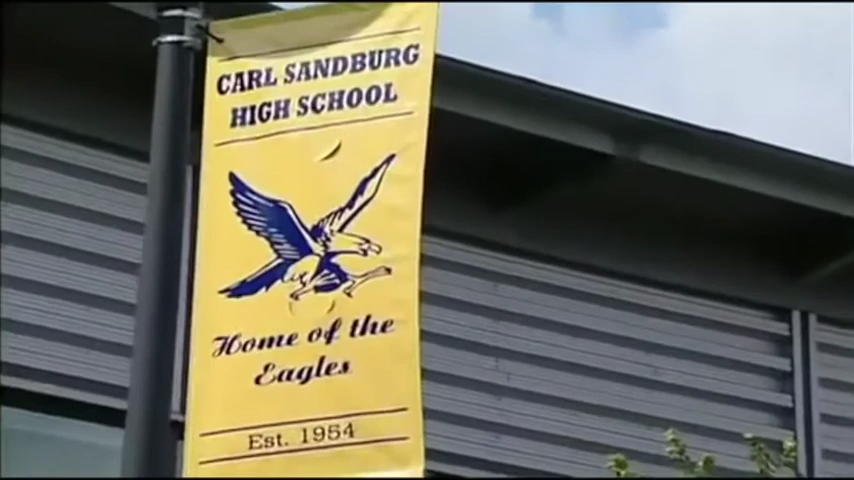 CARL SANDBURG
HIGH SCHOOL
Home of the
Eagles
Est. 1954